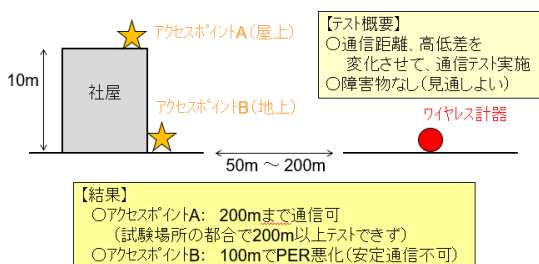 アクセスポイントA(屋上)
【テスト概要】
○通信距離、高低差を
変化させて、通信テスト実施
○障害物なし(見通しよい)
10m
社屋
アクセスポイントB(地上)
ワイヤレス計器
50m ～ 200m
【結果】
○アクセスポイントA: 200mまで通信可
(試験場所の都合で200m以上テストできず)
○アクセスポイントB: 100mでPER悪化(安定通信不可)